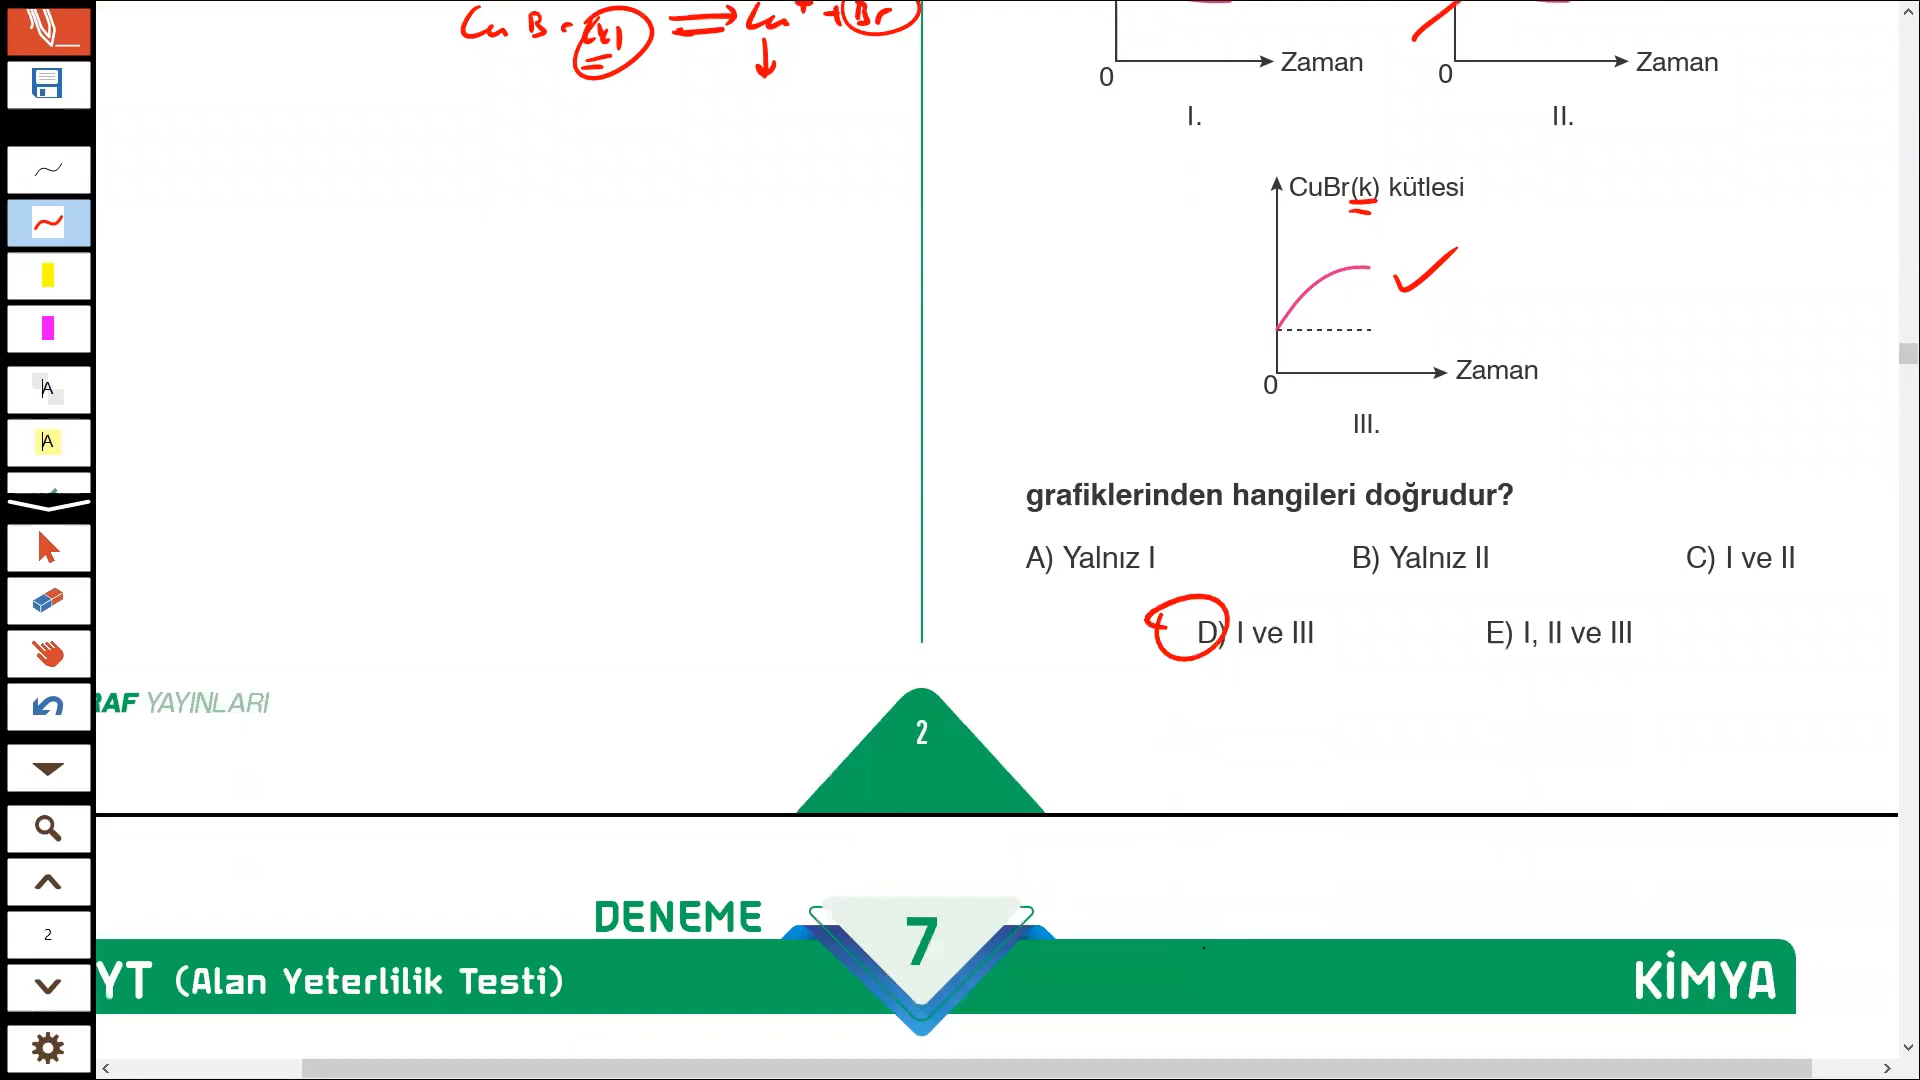 CuBr(k) ⇌ Cu⁺ + Br
0
Zaman
I.
0
Zaman
II.
CuBr(k) kütlesi
0
Zaman
III.
grafiklerinden hangileri doğrudur?
A) Yalnız I
B) Yalnız II
C) I ve II
D) I ve III
E) I, II ve III
RAF YAYINLARI
2
DENEME
7
YT (Alan Yeterlilik Testi)
KİMYA
A
A
2